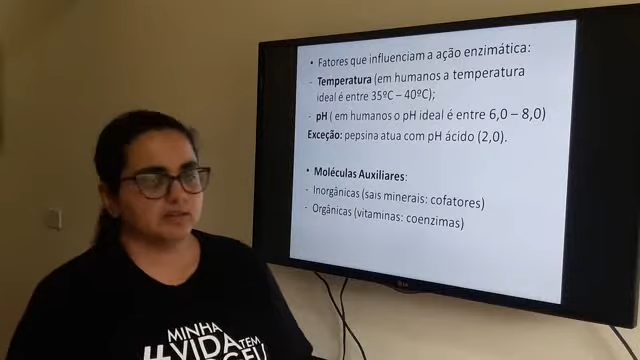 • Fatores que influenciam a ação enzimática:
- Temperatura (em humanos a temperatura
ideal é entre 35ºC – 40ºC);
- pH ( em humanos o pH ideal é entre 6,0 – 8,0)
Exceção: pepsina atua com pH ácido (2,0).
• Moléculas Auxiliares:
- Inorgânicas (sais minerais: cofatores)
- Orgânicas (vitaminas: coenzimas)
LG
MINHA
#VIDA TEM